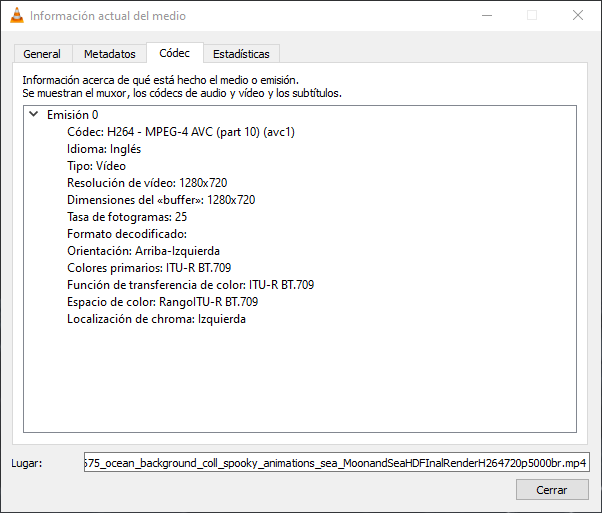 Información actual del medio
General
Metadatos
Códec
Estadísticas
Información acerca de qué está hecho el medio o emisión.
Se muestran el muxor, los códecs de audio y vídeo y los subtítulos.
Emisión 0
Códec: H264 - MPEG-4 AVC (part 10) (avc1)
Idioma: Inglés
Tipo: Vídeo
Resolución de vídeo: 1280x720
Dimensiones del «buffer»: 1280x720
Tasa de fotogramas: 25
Formato decodificado:
Orientación: Arriba-Izquierda
Colores primarios: ITU-R BT.709
Función de transferencia de color: ITU-R BT.709
Espacio de color: RangoITU-R BT.709
Localización de chroma: Izquierda
Lugar: 575_ocean_background_coll_spooky_animations_sea_MoonandSeaHDFInalRenderH264720p5000br.mp4
Cerrar